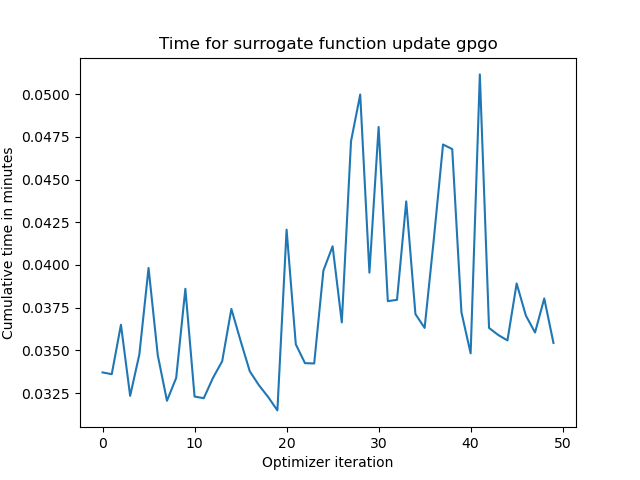 Time for surrogate function update gpgo
Cumulative time in minutes
0.0500
0.0475
0.0450
0.0425
0.0400
0.0375
0.0350
0.0325
0 10 20 30 40 50
Optimizer iteration